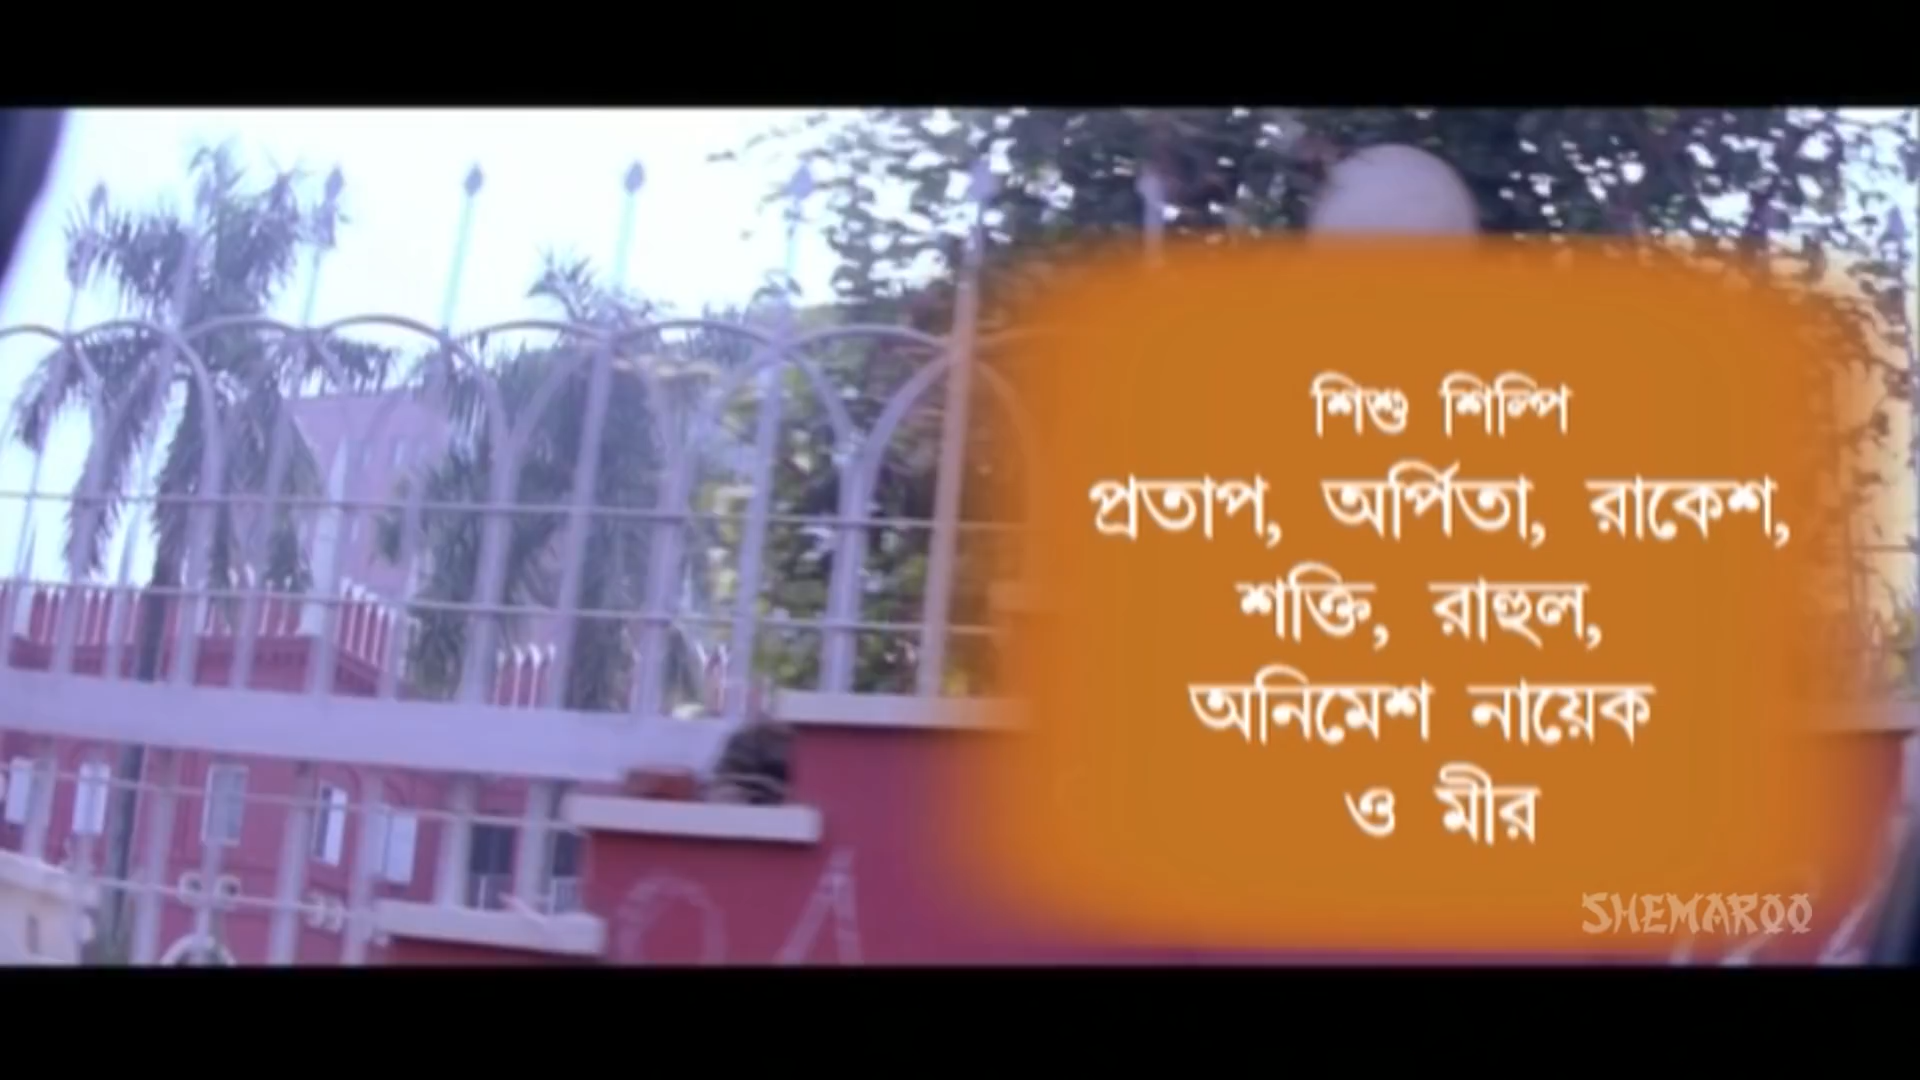 শিশু শিল্পি
প্রতাপ, অর্পিতা, রাকেশ,
শক্তি, রাহুল,
অনিমেশ নায়েক
ও মীর
SHEMAROO